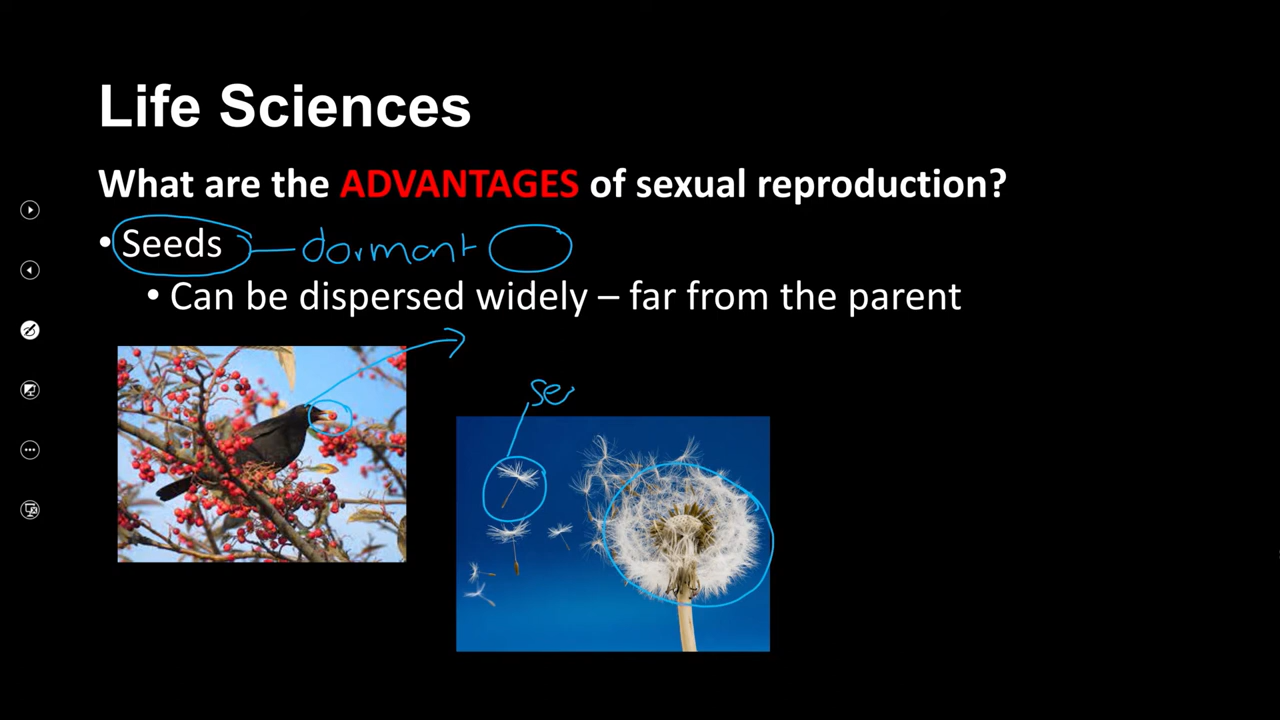 Life Sciences
What are the ADVANTAGES of sexual reproduction?
• Seeds — dormant
• Can be dispersed widely – far from the parent
se